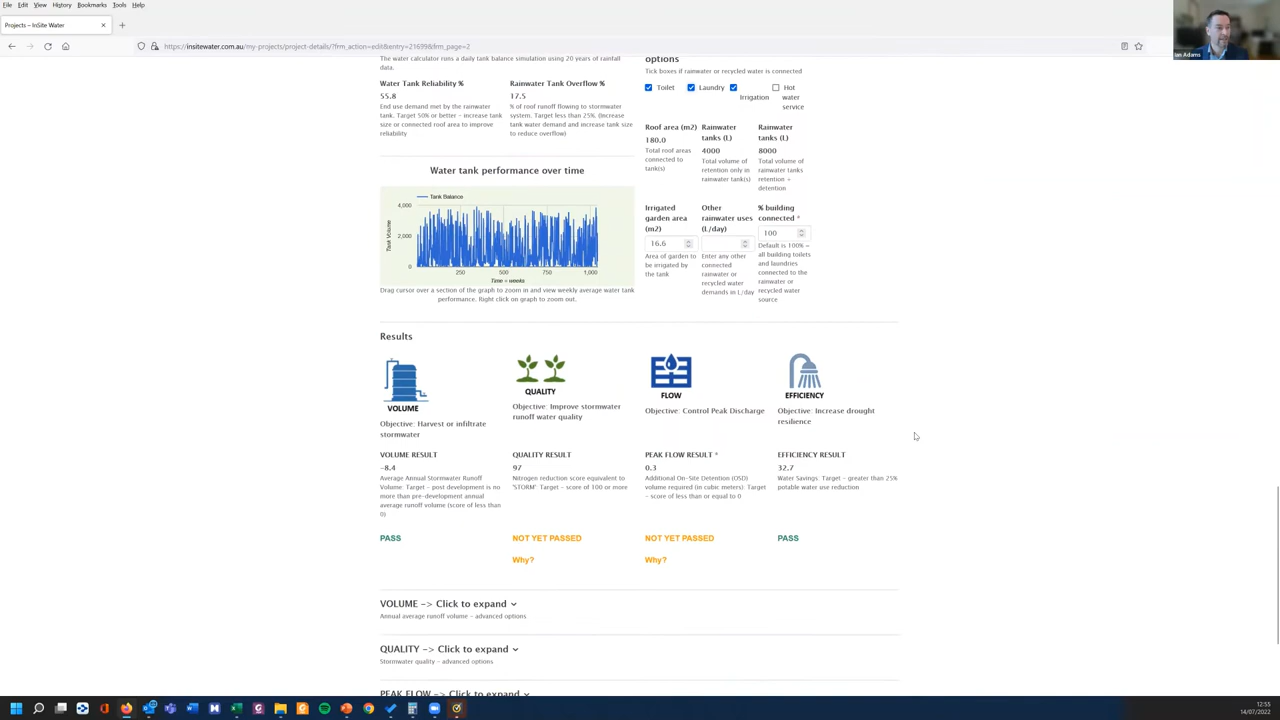 File Edit View History Bookmarks Tools Help
Projects – InSite Water
https://insitewater.com.au/my-projects/project-details/?frm_action=edit&entry=21699&frm_page=2
Ian Adams
The water calculator runs a daily tank balance simulation using 20 years of rainfall
data.
Water Tank Reliability %
55.8
End use demand met by the rainwater
tank. Target 50% or better – increase tank
size or connected roof area to improve
reliability
Rainwater Tank Overflow %
17.5
% of roof runoff flowing to stormwater
system. Target less than 25%. (Increase
tank water demand and increase tank size
to reduce overflow)
Water tank performance over time
Tank Balance
Tank Volume
4,000
2,000
0
250
500
750
1,000
Time = weeks
Drag cursor over a section of the graph to zoom in and view weekly average water tank
performance. Right click on graph to zoom out.
options
Tick boxes if rainwater or recycled water is connected
Toilet
Laundry
Irrigation
Hot
water
service
Roof area (m2)
180.0
Total roof areas
connected to
tank(s)
Rainwater
tanks (L)
4000
Total volume of
retention only in
rainwater tank(s)
Rainwater
tanks (L)
8000
Total volume of
rainwater tanks
retention +
detention
Irrigated
garden area
(m2)
16.6
Area of garden to
be irrigated by
the tank
Other
rainwater uses
(L/day)
Enter any other
connected
rainwater or
recycled water
demands in L/day
% building
connected *
100
Default is 100% =
all building toilets
and laundries
connected to the
rainwater or
recycled water
source
Results
VOLUME
Objective: Harvest or infiltrate
stormwater
QUALITY
Objective: Improve stormwater
runoff water quality
FLOW
Objective: Control Peak Discharge
EFFICIENCY
Objective: Increase drought
resilience
VOLUME RESULT
-8.4
Average Annual Stormwater Runoff
Volume. Target – post development is no
more than pre-development annual
average runoff volume (score of less than
0)
PASS
QUALITY RESULT
97
Nitrogen reduction score equivalent to
'STORM'. Target – score of 100 or more
NOT YET PASSED
Why?
PEAK FLOW RESULT *
0.3
Additional On-Site Detention (OSD)
volume required (in cubic meters). Target
– score of less than or equal to 0
NOT YET PASSED
Why?
EFFICIENCY RESULT
32.7
Water Savings. Target – greater than 25%
potable water use reduction
PASS
VOLUME -> Click to expand
Annual average runoff volume – advanced options
QUALITY -> Click to expand
Stormwater quality – advanced options
PEAK FLOW -> Click to expand
12:55
14/07/2022